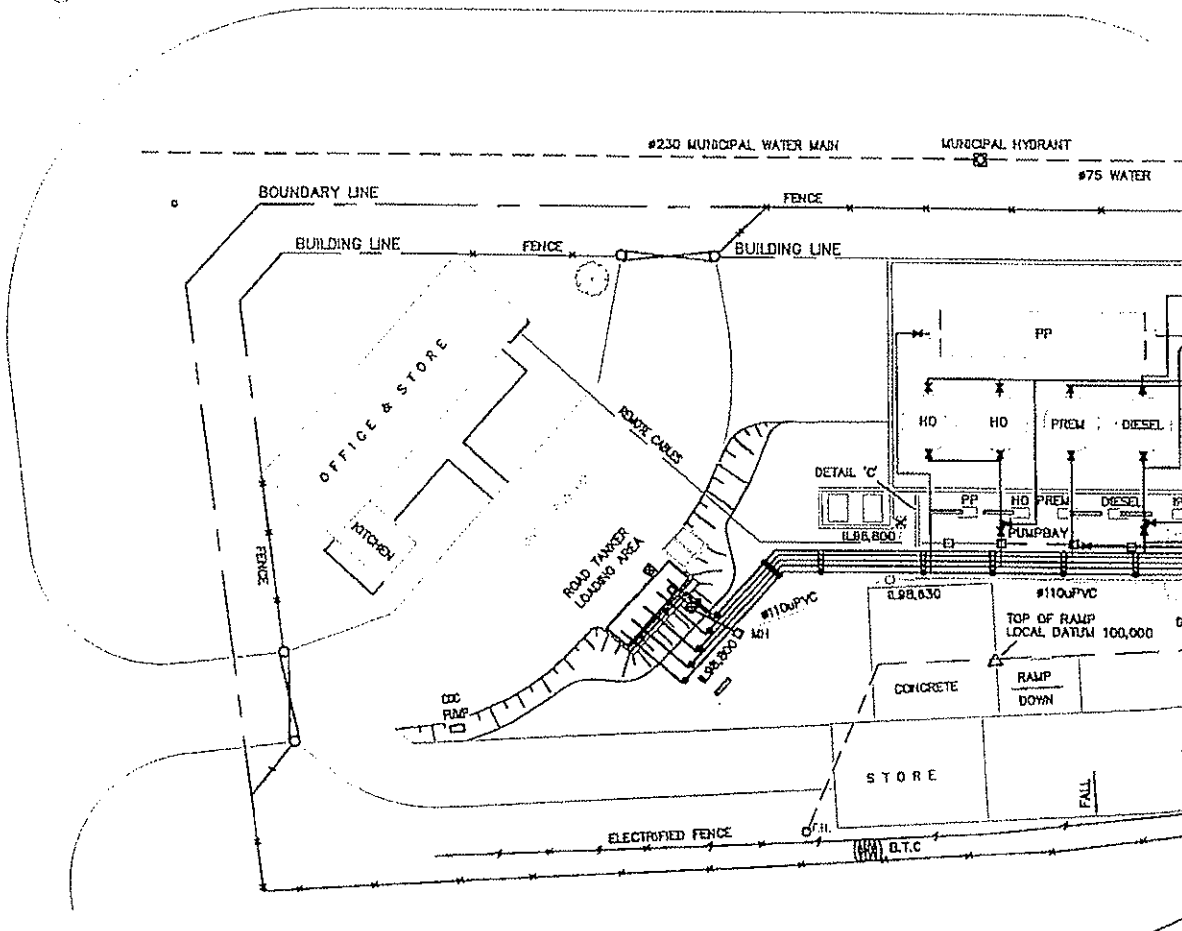 ø230 MUNICIPAL WATER MAIN
MUNICIPAL HYDRANT
ø75 WATER
BOUNDARY LINE
FENCE
BUILDING LINE
FENCE
BUILDING LINE
PP
OFFICE & STORE
REMOTE CABLES
HO
HO
PREM
DIESEL
DETAIL 'C'
PP
HO
PREM
DIESEL
KITCHEN
IL98,800
PUMPBAY
FENCE
ROAD TANKER
LOADING AREA
ø110uPVC
IL98,630
ø110uPVC
MH
TOP OF RAMP
LOCAL DATUM 100,000
IL98,800
CONCRETE
RAMP
DOWN
PUMP
STORE
FALL
ELECTRIFIED FENCE
F.H.
B.T.C